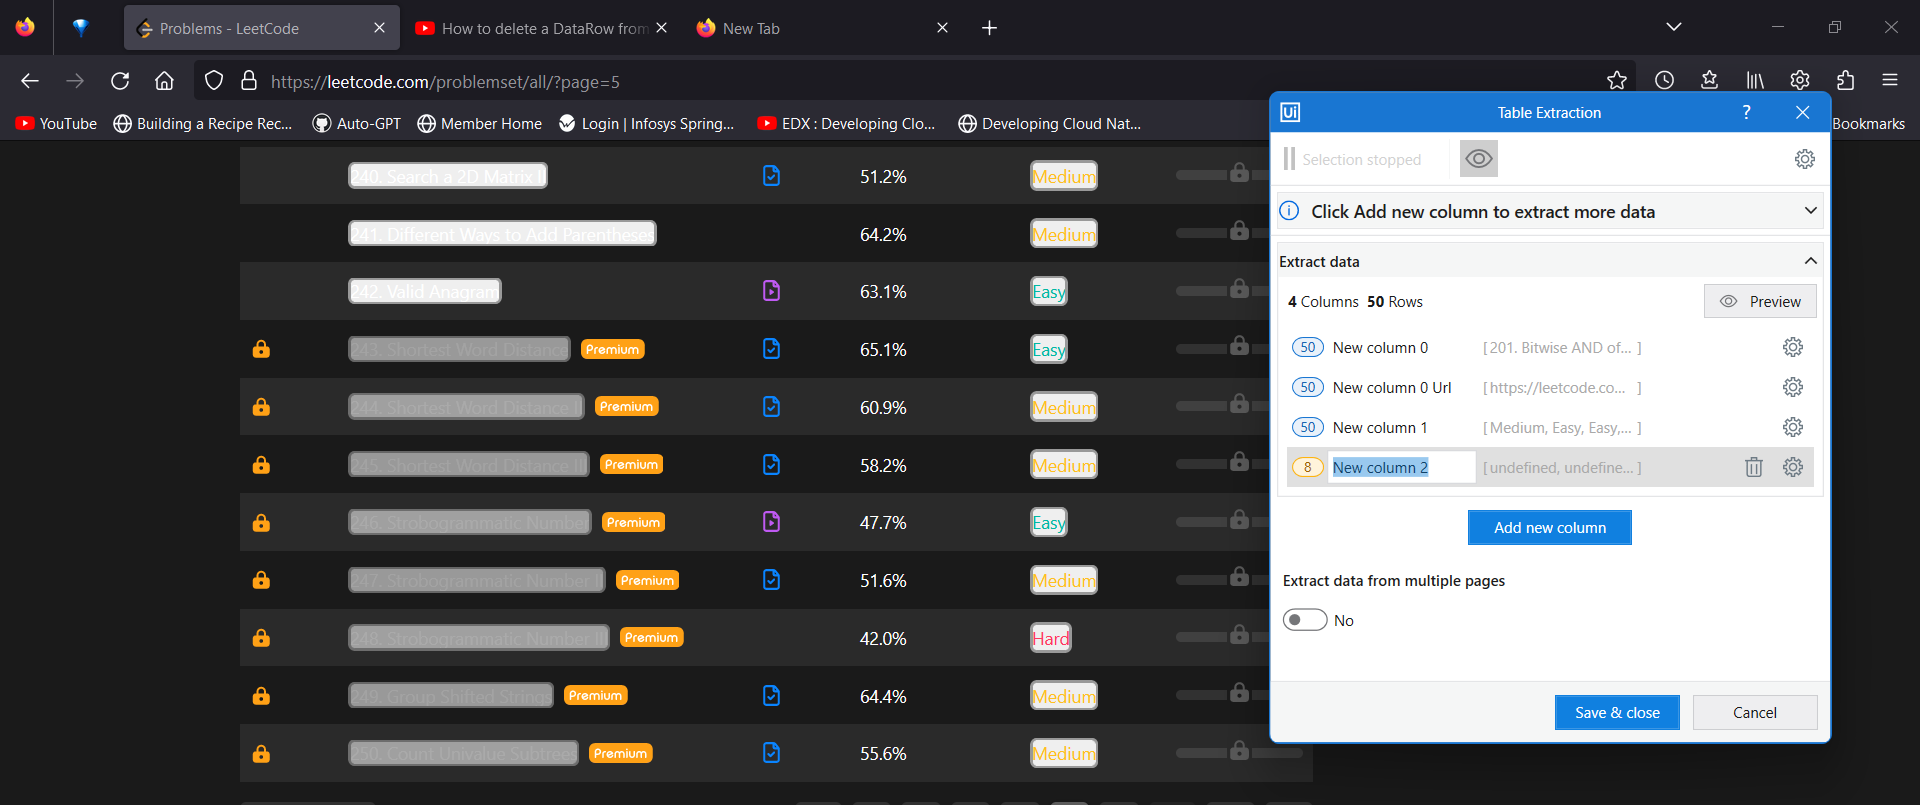 Problems - LeetCode
How to delete a DataRow from
New Tab
https://leetcode.com/problemset/all/?page=5
YouTube
Building a Recipe Rec...
Auto-GPT
Member Home
Login | Infosys Spring...
EDX : Developing Clo...
Developing Cloud Nat...
Bookmarks
240. Search a 2D Matrix II 51.2% Medium
241. Different Ways to Add Parentheses 64.2% Medium
242. Valid Anagram 63.1% Easy
243. Shortest Word Distance Premium 65.1% Easy
244. Shortest Word Distance II Premium 60.9% Medium
245. Shortest Word Distance III Premium 58.2% Medium
246. Strobogrammatic Number Premium 47.7% Easy
247. Strobogrammatic Number II Premium 51.6% Medium
248. Strobogrammatic Number III Premium 42.0% Hard
249. Group Shifted Strings Premium 64.4% Medium
250. Count Univalue Subtrees Premium 55.6% Medium
Ui Table Extraction ?
Selection stopped
Click Add new column to extract more data
Extract data
4 Columns 50 Rows Preview
50 New column 0 [ 201. Bitwise AND of... ]
50 New column 0 Url [ https://leetcode.co... ]
50 New column 1 [ Medium, Easy, Easy,... ]
8 New column 2 [ undefined, undefine... ]
Add new column
Extract data from multiple pages
No
Save & close Cancel